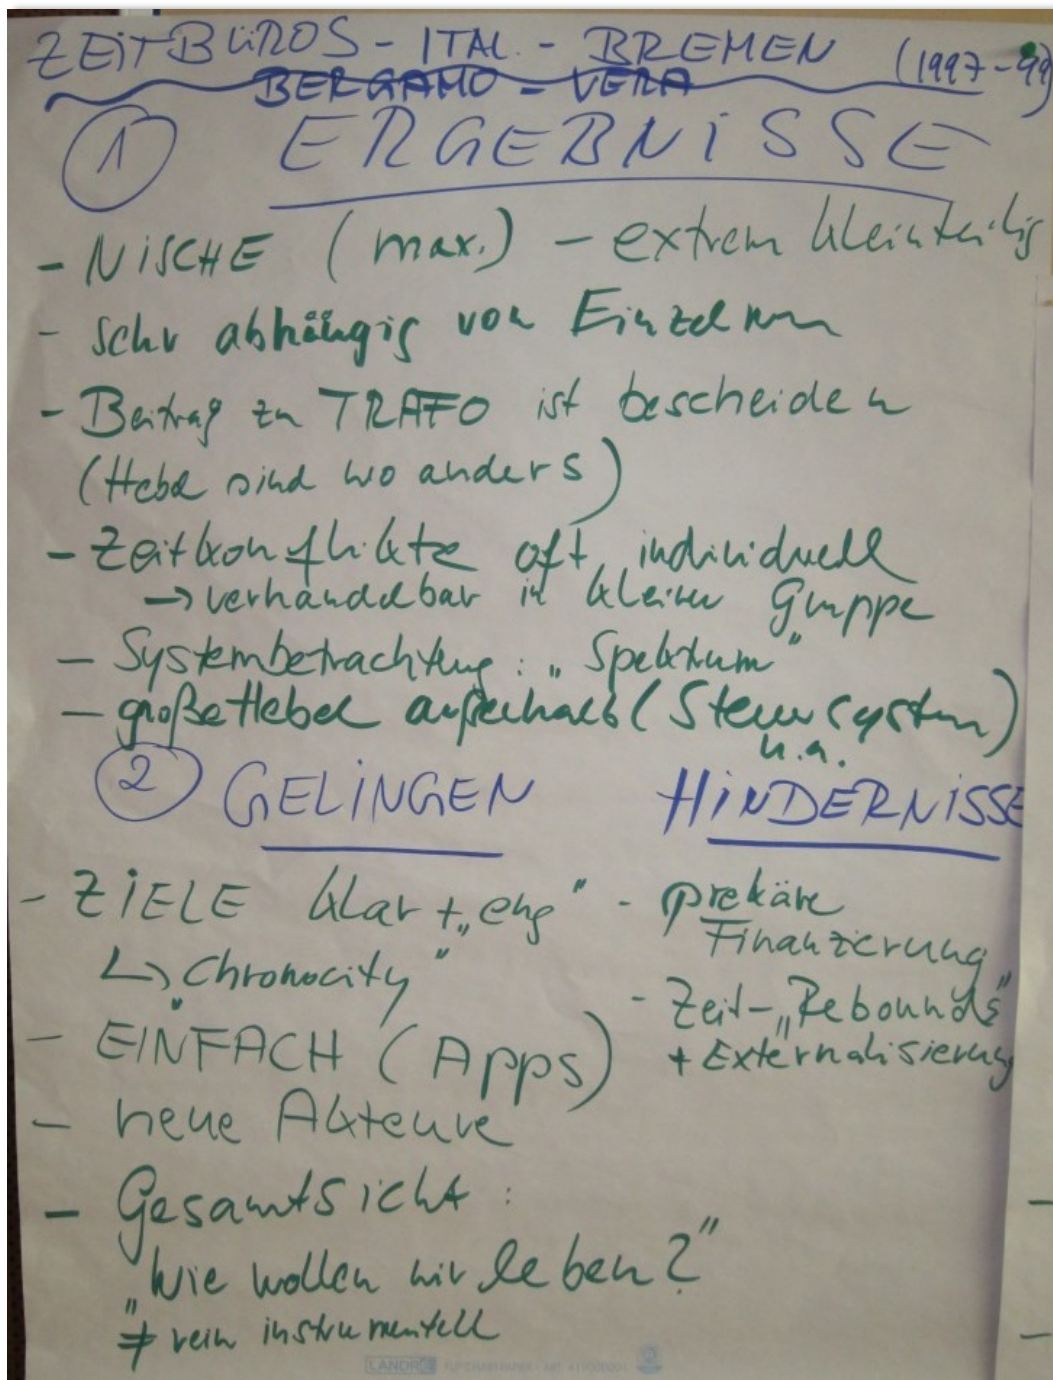 ZEITBÜROS - ITAL. - BREMEN (1997-99)
BERGAMO - VERA
1 ERGEBNISSE
- NISCHE (max.) - extrem kleinteilig
- sehr abhängig von Einzelnen
- Beitrag zu TRAFO ist bescheiden
(Hebel sind wo anders)
- Zeitkonflikte oft individuell
→ verhandelbar in kleiner Gruppe
- Systembetrachtung: „Spektrum"
- große Hebel außerhalb (Steuersystem)
u.a.
2 GELINGEN
- ZIELE klar + „eng"
↳ „Chronocity"
- EINFACH (Apps)
- neue Akteure
- Gesamtsicht:
„Wie wollen wir leben?"
≠ rein instrumentell
HINDERNISSE
- prekäre
Finanzierung
- Zeit-„Rebounds"
+ Externalisierung
LANDRÉ